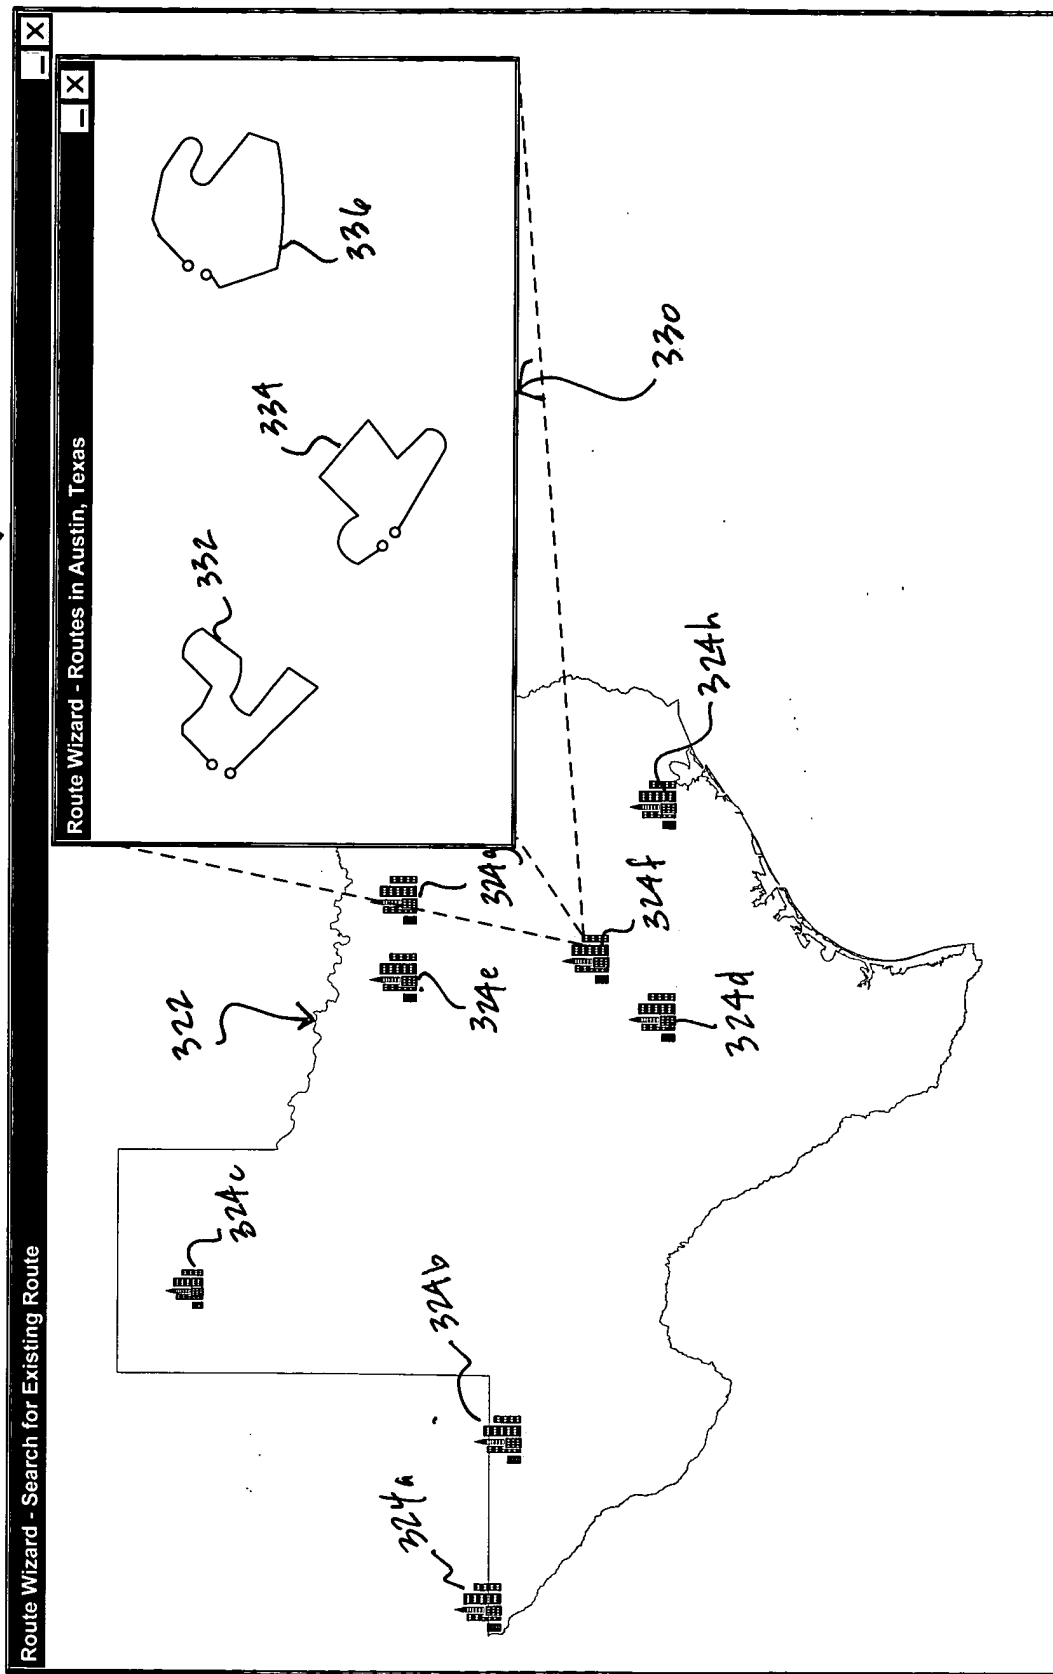 Route Wizard - Search for Existing Route
_ X
Route Wizard - Routes in Austin, Texas
_ X
332
334
336
330
322
324c
324b
324a
324e
324g
324f
324d
324h